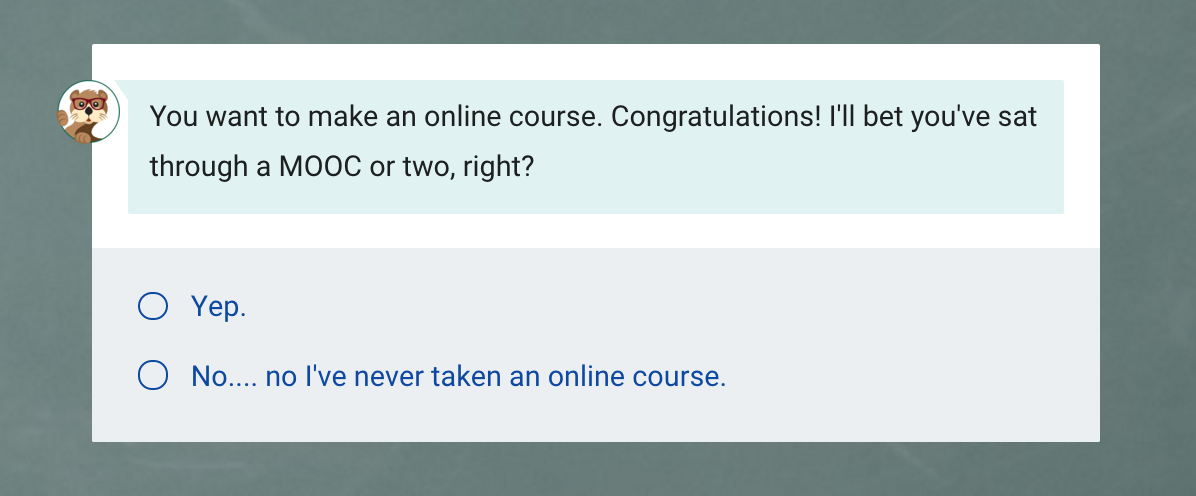 You want to make an online course. Congratulations! I'll bet you've sat
through a MOOC or two, right?
Yep.
No.... no I've never taken an online course.